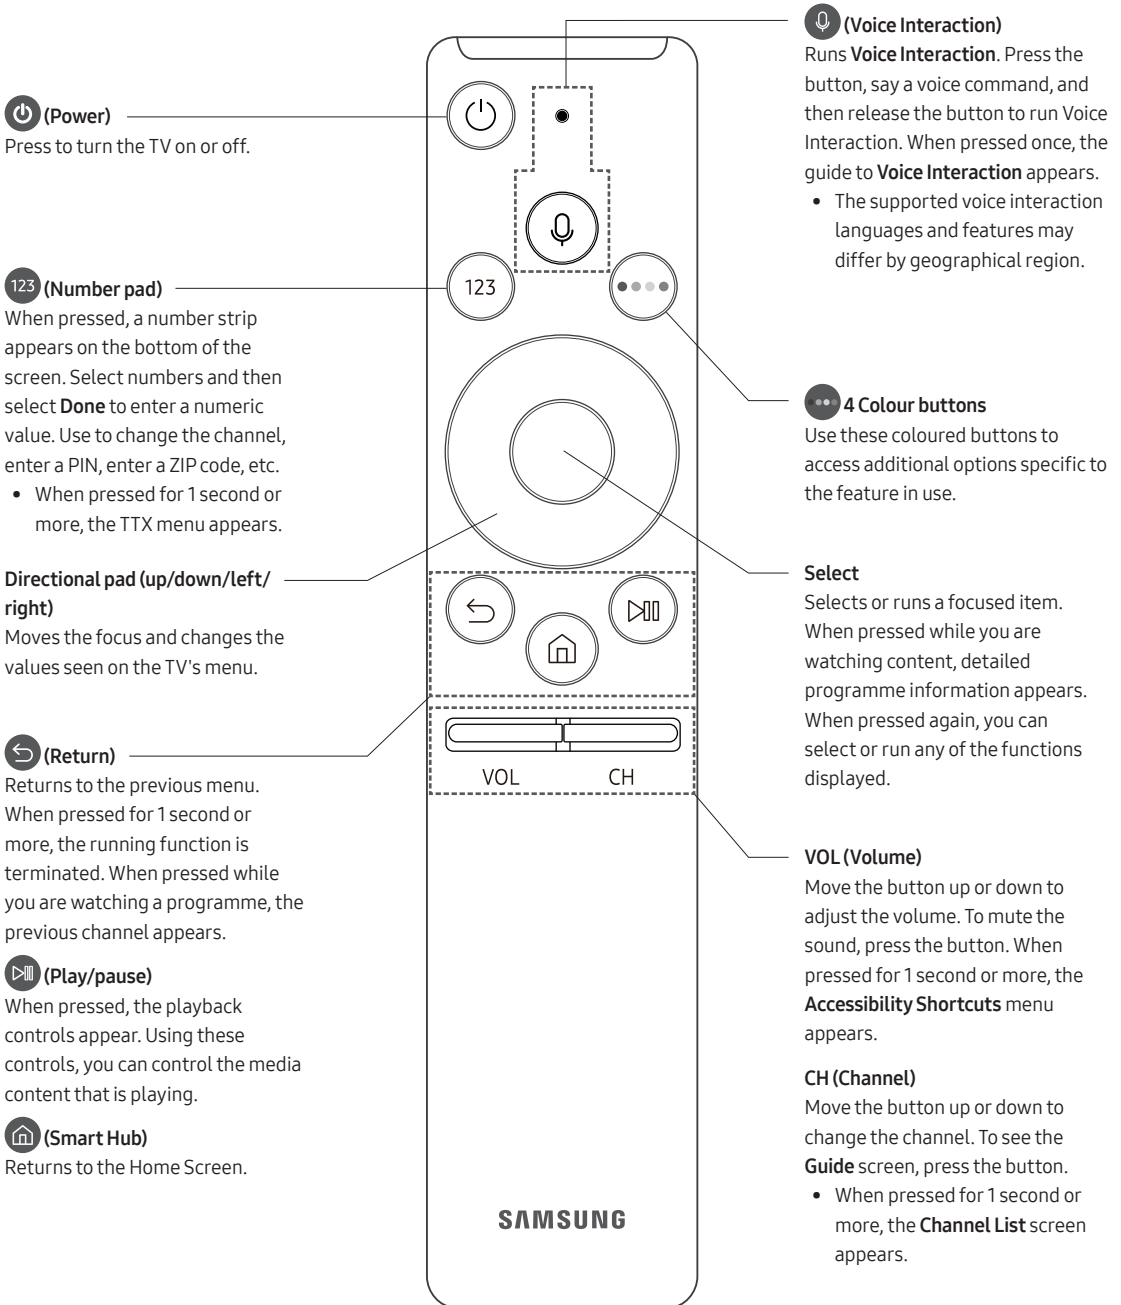 (Power)
Press to turn the TV on or off.
123 (Number pad)
When pressed, a number strip
appears on the bottom of the
screen. Select numbers and then
select Done to enter a numeric
value. Use to change the channel,
enter a PIN, enter a ZIP code, etc.
• When pressed for 1 second or
more, the TTX menu appears.
Directional pad (up/down/left/
right)
Moves the focus and changes the
values seen on the TV's menu.
(Return)
Returns to the previous menu.
When pressed for 1 second or
more, the running function is
terminated. When pressed while
you are watching a programme, the
previous channel appears.
(Play/pause)
When pressed, the playback
controls appear. Using these
controls, you can control the media
content that is playing.
(Smart Hub)
Returns to the Home Screen.
123
VOL CH
SAMSUNG
(Voice Interaction)
Runs Voice Interaction. Press the
button, say a voice command, and
then release the button to run Voice
Interaction. When pressed once, the
guide to Voice Interaction appears.
• The supported voice interaction
languages and features may
differ by geographical region.
4 Colour buttons
Use these coloured buttons to
access additional options specific to
the feature in use.
Select
Selects or runs a focused item.
When pressed while you are
watching content, detailed
programme information appears.
When pressed again, you can
select or run any of the functions
displayed.
VOL (Volume)
Move the button up or down to
adjust the volume. To mute the
sound, press the button. When
pressed for 1 second or more, the
Accessibility Shortcuts menu
appears.
CH (Channel)
Move the button up or down to
change the channel. To see the
Guide screen, press the button.
• When pressed for 1 second or
more, the Channel List screen
appears.